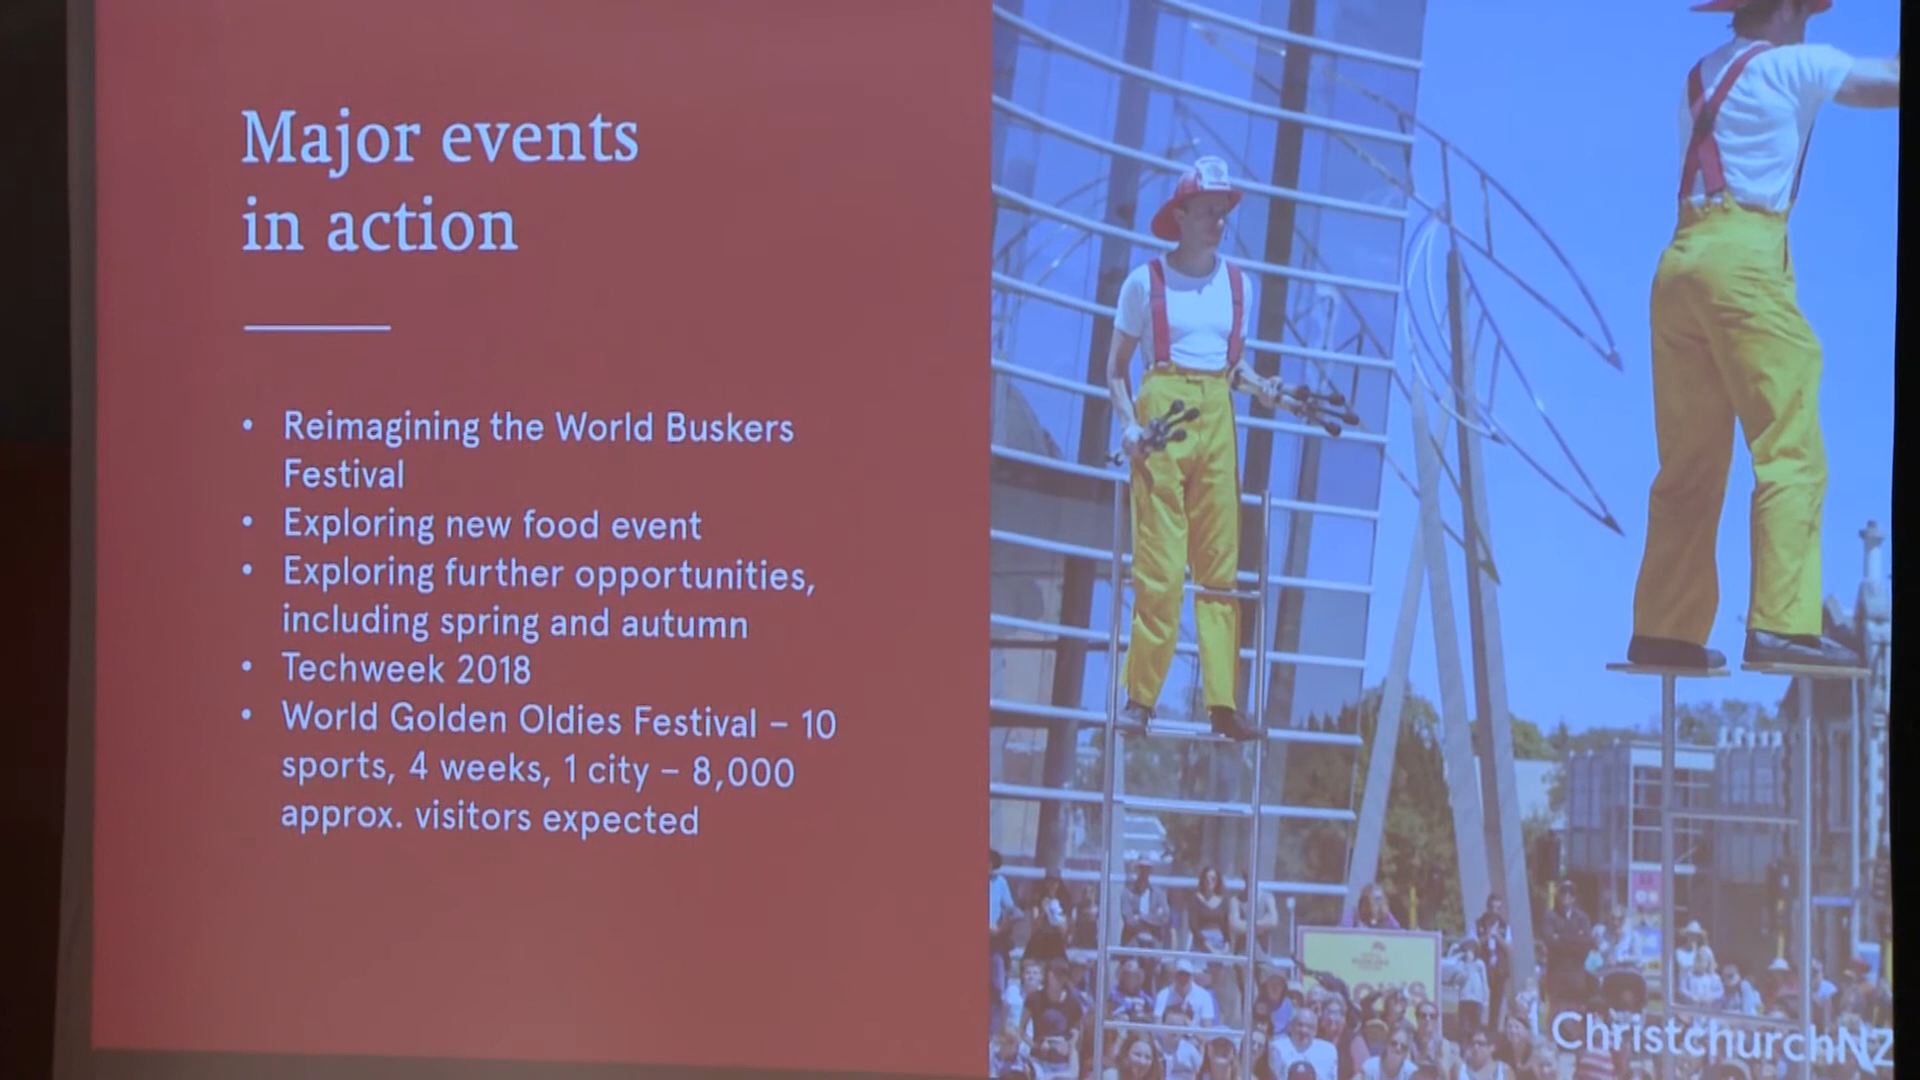 Major events
in action
• Reimagining the World Buskers
Festival
• Exploring new food event
• Exploring further opportunities,
including spring and autumn
• Techweek 2018
• World Golden Oldies Festival – 10
sports, 4 weeks, 1 city – 8,000
approx. visitors expected
ChristchurchNZ